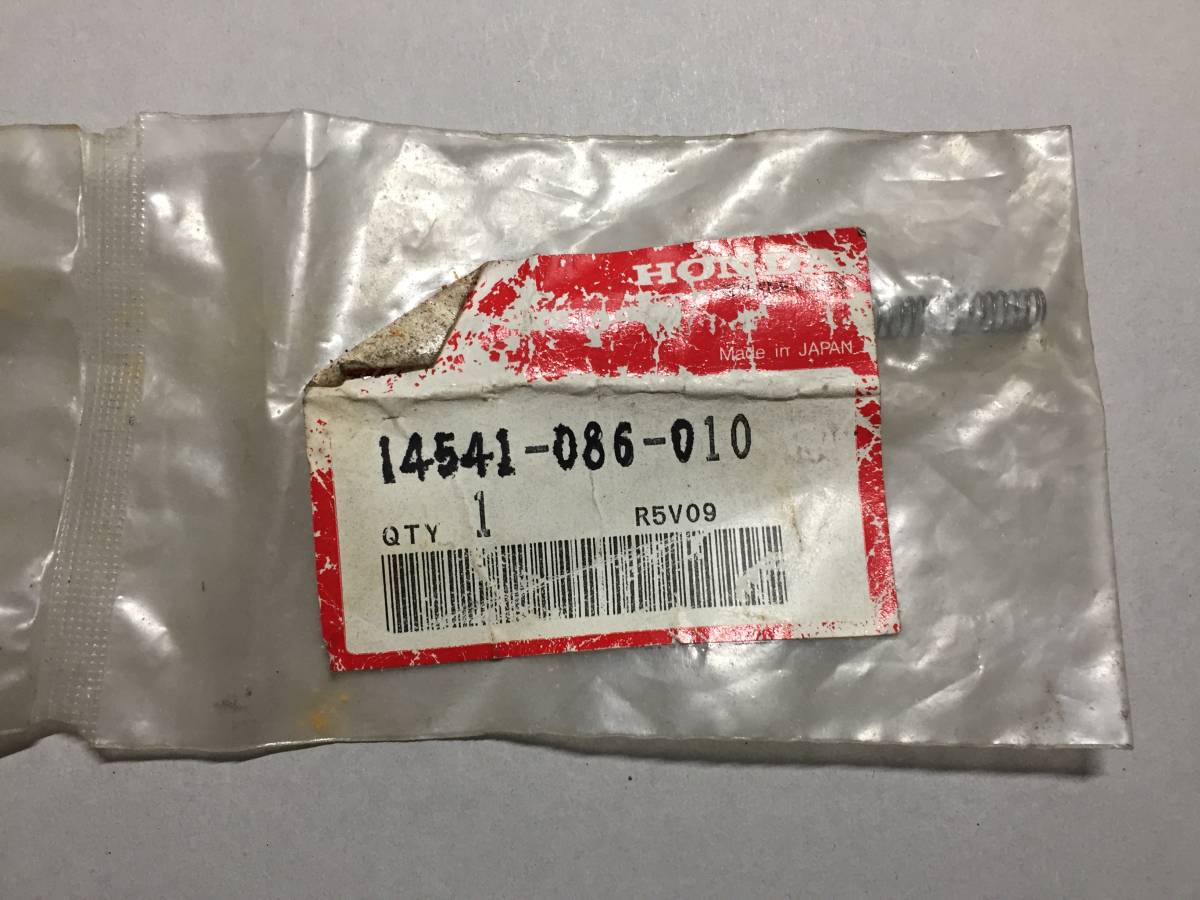 HONDA
Made in JAPAN
14541-086-010
QTY 1 R5V09